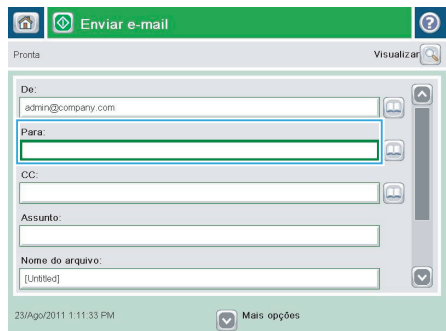 Enviar e-mail
?
Pronta
Visualizar
De:
admin@company.com
Para:
CC:
Assunto:
Nome do arquivo:
[Untitled]
23/Ago/2011 1:11:33 PM
Mais opções